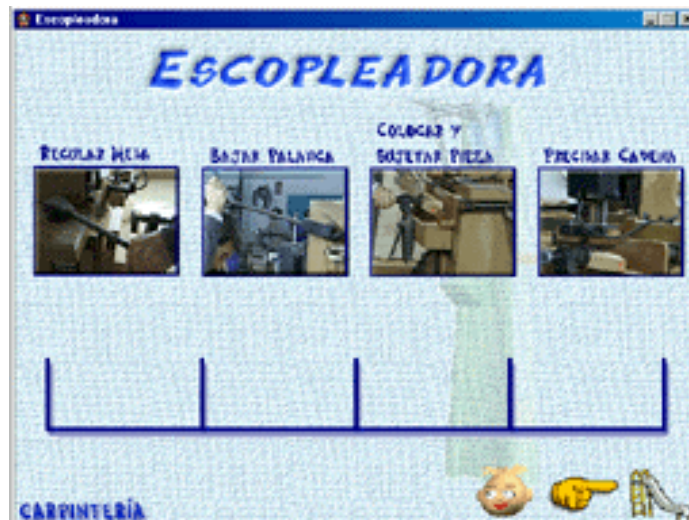 Escopleadora
ESCOPLEADORA
COLOCAR Y
REGULAR MESA BAJAR PALANCA SUJETAR PIEZA PRECISAR CADENA
CARPINTERÍA